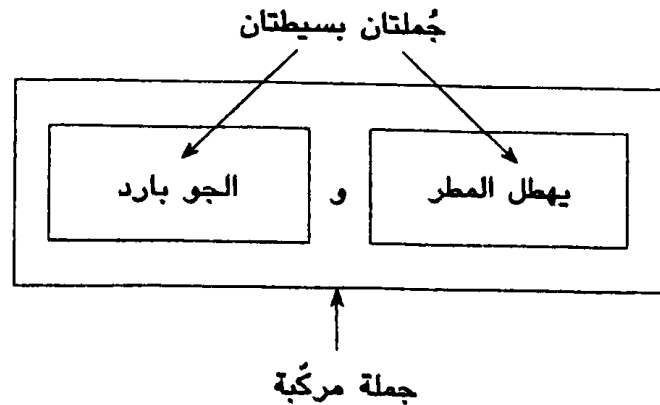 جُملتان بسيطتان
يهطل المطر و الجو بارد
جملة مركّبة